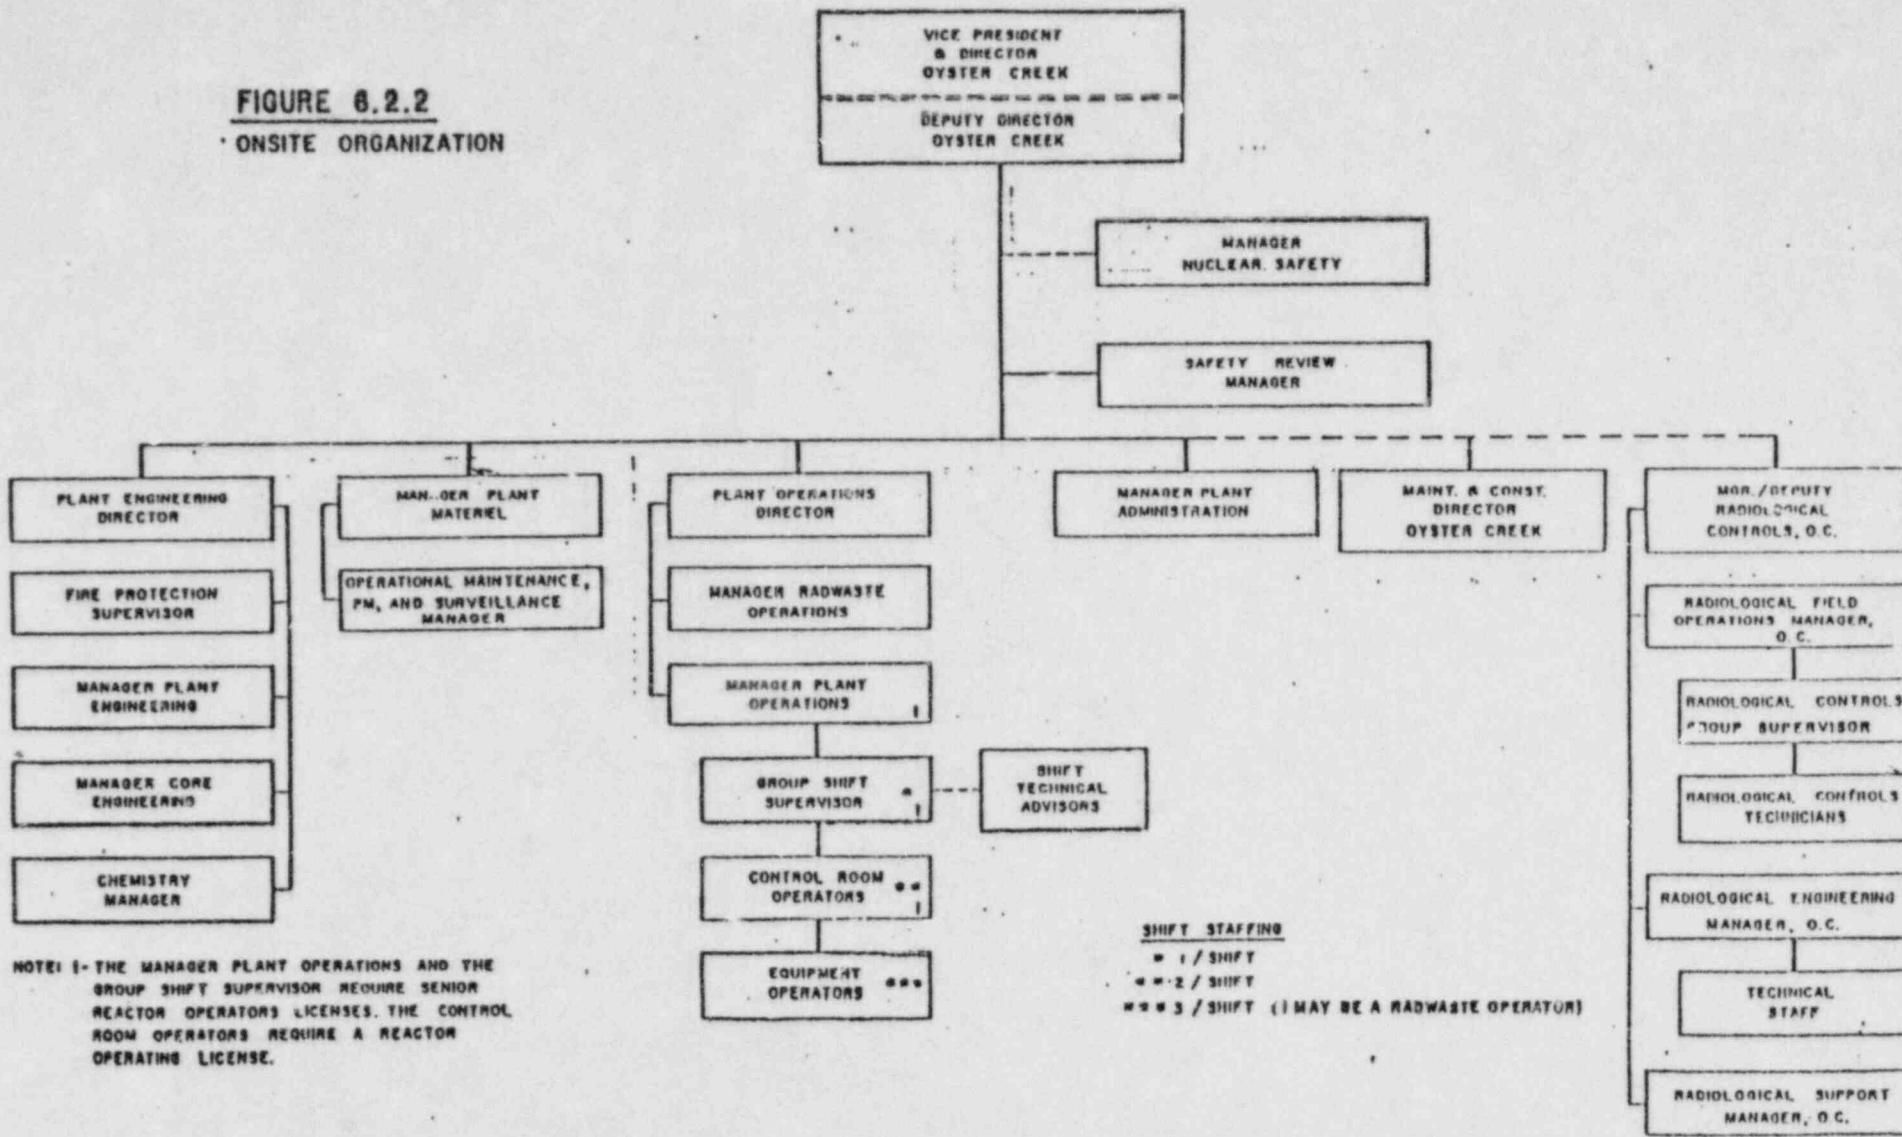 FIGURE 6.2.2
ONSITE ORGANIZATION
VICE PRESIDENT
& DIRECTOR
OYSTER CREEK
DEPUTY DIRECTOR
OYSTER CREEK
MANAGER
NUCLEAR SAFETY
SAFETY REVIEW
MANAGER
PLANT ENGINEERING
DIRECTOR
FIRE PROTECTION
SUPERVISOR
MANAGER PLANT
ENGINEERING
MANAGER CORE
ENGINEERING
CHEMISTRY
MANAGER
PLANT
MATERIEL
OPERATIONAL MAINTENANCE,
PM, AND SURVEILLANCE
MANAGER
PLANT OPERATIONS
DIRECTOR
MANAGER RADWASTE
OPERATIONS
MANAGER PLANT
OPERATIONS 1
GROUP SHIFT
SUPERVISOR * 1
SHIFT
TECHNICAL
ADVISORS
CONTROL ROOM
OPERATORS ** 1
EQUIPMENT
OPERATORS ***
MANAGER PLANT
ADMINISTRATION
MAINT. & CONST.
DIRECTOR
OYSTER CREEK
MGR./DEPUTY
RADIOLOGICAL
CONTROLS, O.C.
RADIOLOGICAL FIELD
OPERATIONS MANAGER,
O.C.
RADIOLOGICAL CONTROLS
SUPERVISOR
RADIOLOGICAL CONTROLS
TECHNICIANS
RADIOLOGICAL ENGINEERING
MANAGER, O.C.
TECHNICAL
STAFF
RADIOLOGICAL SUPPORT
MANAGER, O.C.
NOTE: 1- THE MANAGER PLANT OPERATIONS AND THE
GROUP SHIFT SUPERVISOR REQUIRE SENIOR
REACTOR OPERATORS LICENSES. THE CONTROL
ROOM OPERATORS REQUIRE A REACTOR
OPERATING LICENSE.
SHIFT STAFFING
* 1 / SHIFT
** 2 / SHIFT
*** 3 / SHIFT (1 MAY BE A RADWASTE OPERATOR)